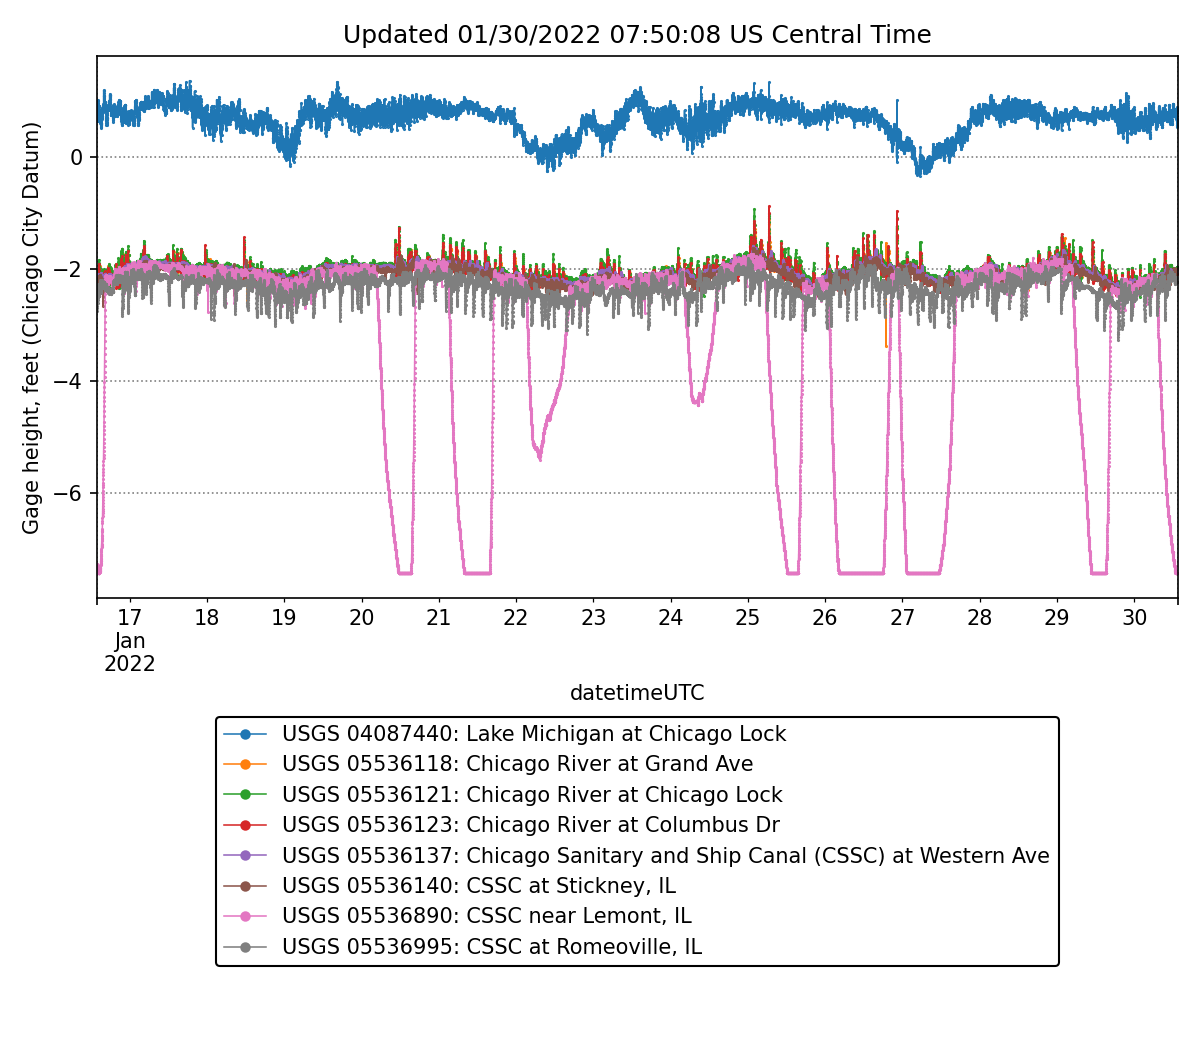 Updated 01/30/2022 07:50:08 US Central Time
Gage height, feet (Chicago City Datum)
0
−2
−4
−6
17 18 19 20 21 22 23 24 25 26 27 28 29 30
Jan
2022
datetimeUTC
USGS 04087440: Lake Michigan at Chicago Lock
USGS 05536118: Chicago River at Grand Ave
USGS 05536121: Chicago River at Chicago Lock
USGS 05536123: Chicago River at Columbus Dr
USGS 05536137: Chicago Sanitary and Ship Canal (CSSC) at Western Ave
USGS 05536140: CSSC at Stickney, IL
USGS 05536890: CSSC near Lemont, IL
USGS 05536995: CSSC at Romeoville, IL